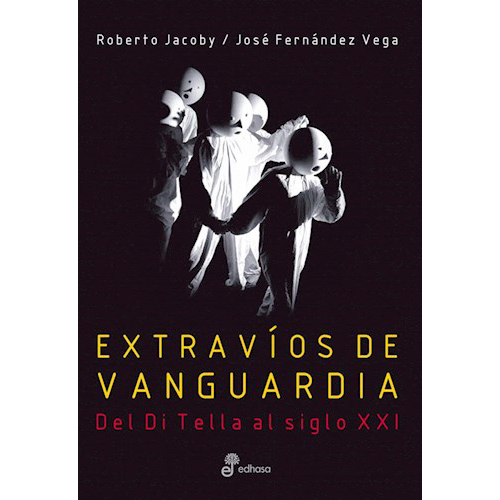 Roberto Jacoby / José Fernández Vega
EXTRAVÍOS DE
VANGUARDIA
Del Di Tella al siglo XXI
edhasa